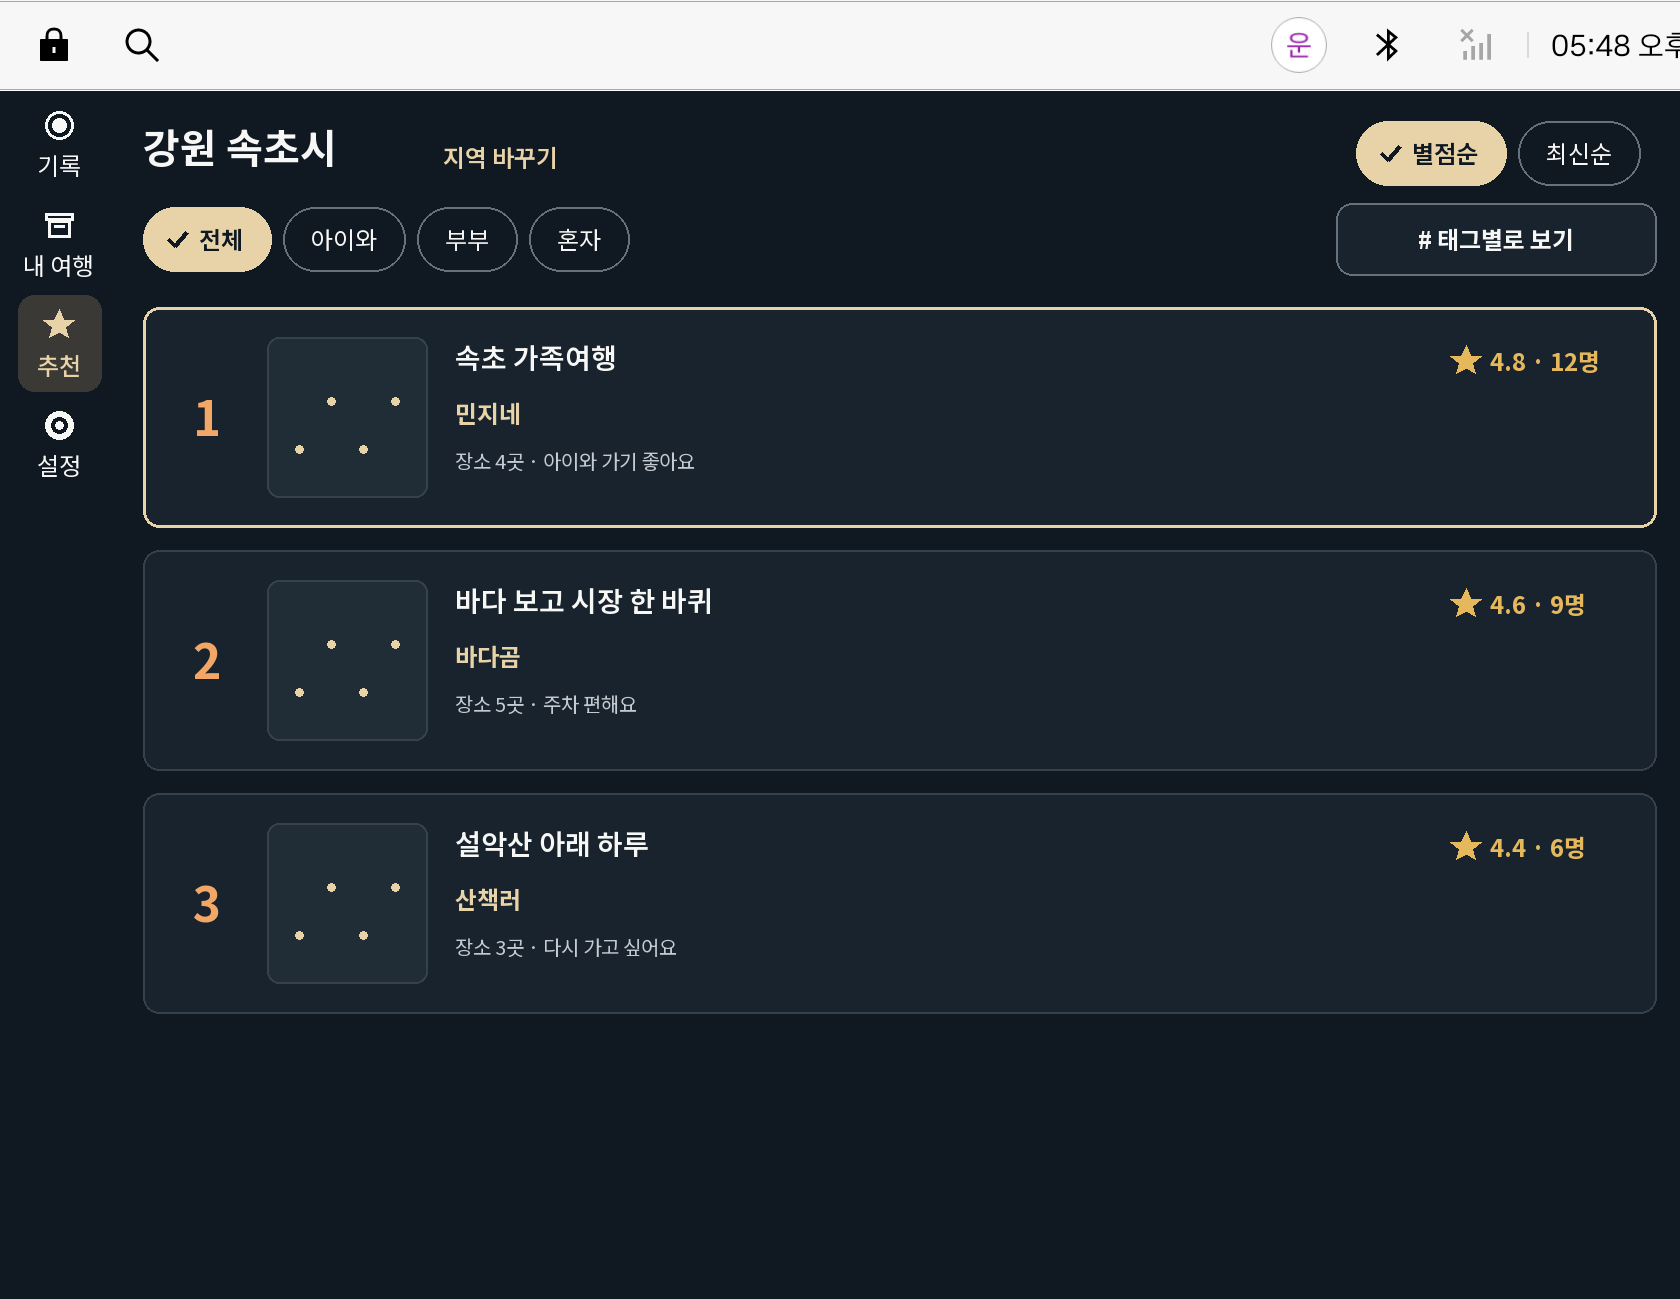 운
05:48 오후
기록
내 여행
추천
설정
강원 속초시
지역 바꾸기
별점순
최신순
전체
아이와
부부
혼자
# 태그별로 보기
1
속초 가족여행
민지네
장소 4곳 · 아이와 가기 좋아요
4.8 · 12명
2
바다 보고 시장 한 바퀴
바다곰
장소 5곳 · 주차 편해요
4.6 · 9명
3
설악산 아래 하루
산책러
장소 3곳 · 다시 가고 싶어요
4.4 · 6명